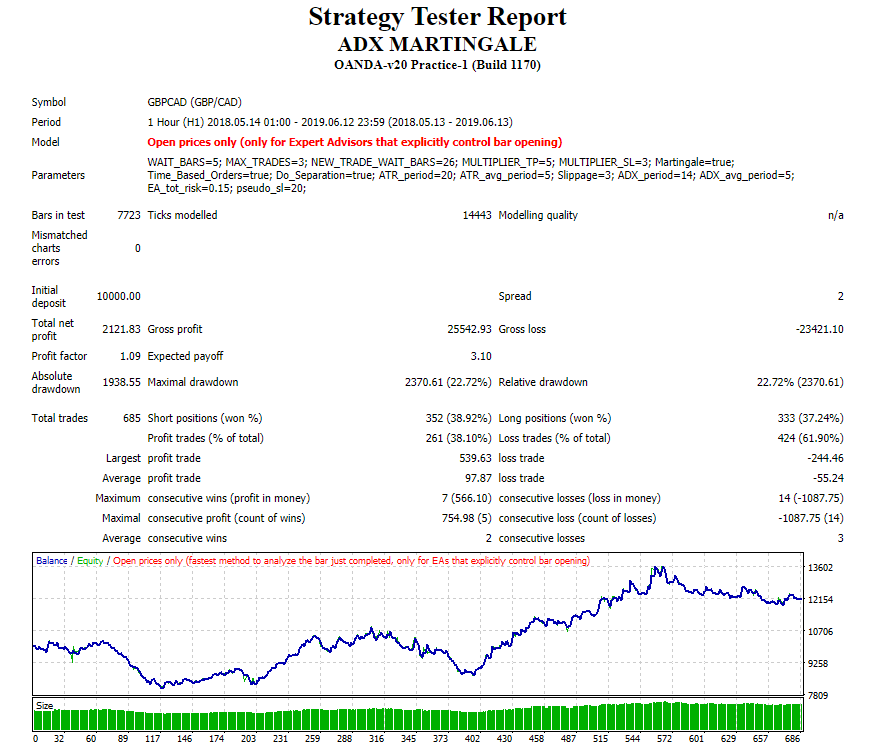 Strategy Tester Report
ADX MARTINGALE
OANDA-v20 Practice-1 (Build 1170)
Symbol GBPCAD (GBP/CAD)
Period 1 Hour (H1) 2018.05.14 01:00 - 2019.06.12 23:59 (2018.05.13 - 2019.06.13)
Model Open prices only (only for Expert Advisors that explicitly control bar opening)
WAIT_BARS=5; MAX_TRADES=3; NEW_TRADE_WAIT_BARS=26; MULTIPLIER_TP=5; MULTIPLIER_SL=3; Martingale=true;
Parameters Time_Based_Orders=true; Do_Separation=true; ATR_period=20; ATR_avg_period=5; Slippage=3; ADX_period=14; ADX_avg_period=5;
EA_tot_risk=0.15; pseudo_sl=20;
Bars in test 7723 Ticks modelled 14443 Modelling quality n/a
Mismatched
charts 0
errors
Initial
deposit 10000.00 Spread 2
Total net
profit 2121.83 Gross profit 25542.93 Gross loss -23421.10
Profit factor 1.09 Expected payoff 3.10
Absolute
drawdown 1938.55 Maximal drawdown 2370.61 (22.72%) Relative drawdown 22.72% (2370.61)
Total trades 685 Short positions (won %) 352 (38.92%) Long positions (won %) 333 (37.24%)
Profit trades (% of total) 261 (38.10%) Loss trades (% of total) 424 (61.90%)
Largest profit trade 539.63 loss trade -244.46
Average profit trade 97.87 loss trade -55.24
Maximum consecutive wins (profit in money) 7 (566.10) consecutive losses (loss in money) 14 (-1087.75)
Maximal consecutive profit (count of wins) 754.98 (5) consecutive loss (count of losses) -1087.75 (14)
Average consecutive wins 2 consecutive losses 3
Balance / Equity / Open prices only (fastest method to analyze the bar just completed, only for EAs that explicitly control bar opening)
13602
12154
10706
9258
7809
Size
0 32 60 89 117 146 174 203 231 259 288 316 345 373 402 430 458 487 515 544 572 601 629 657 686